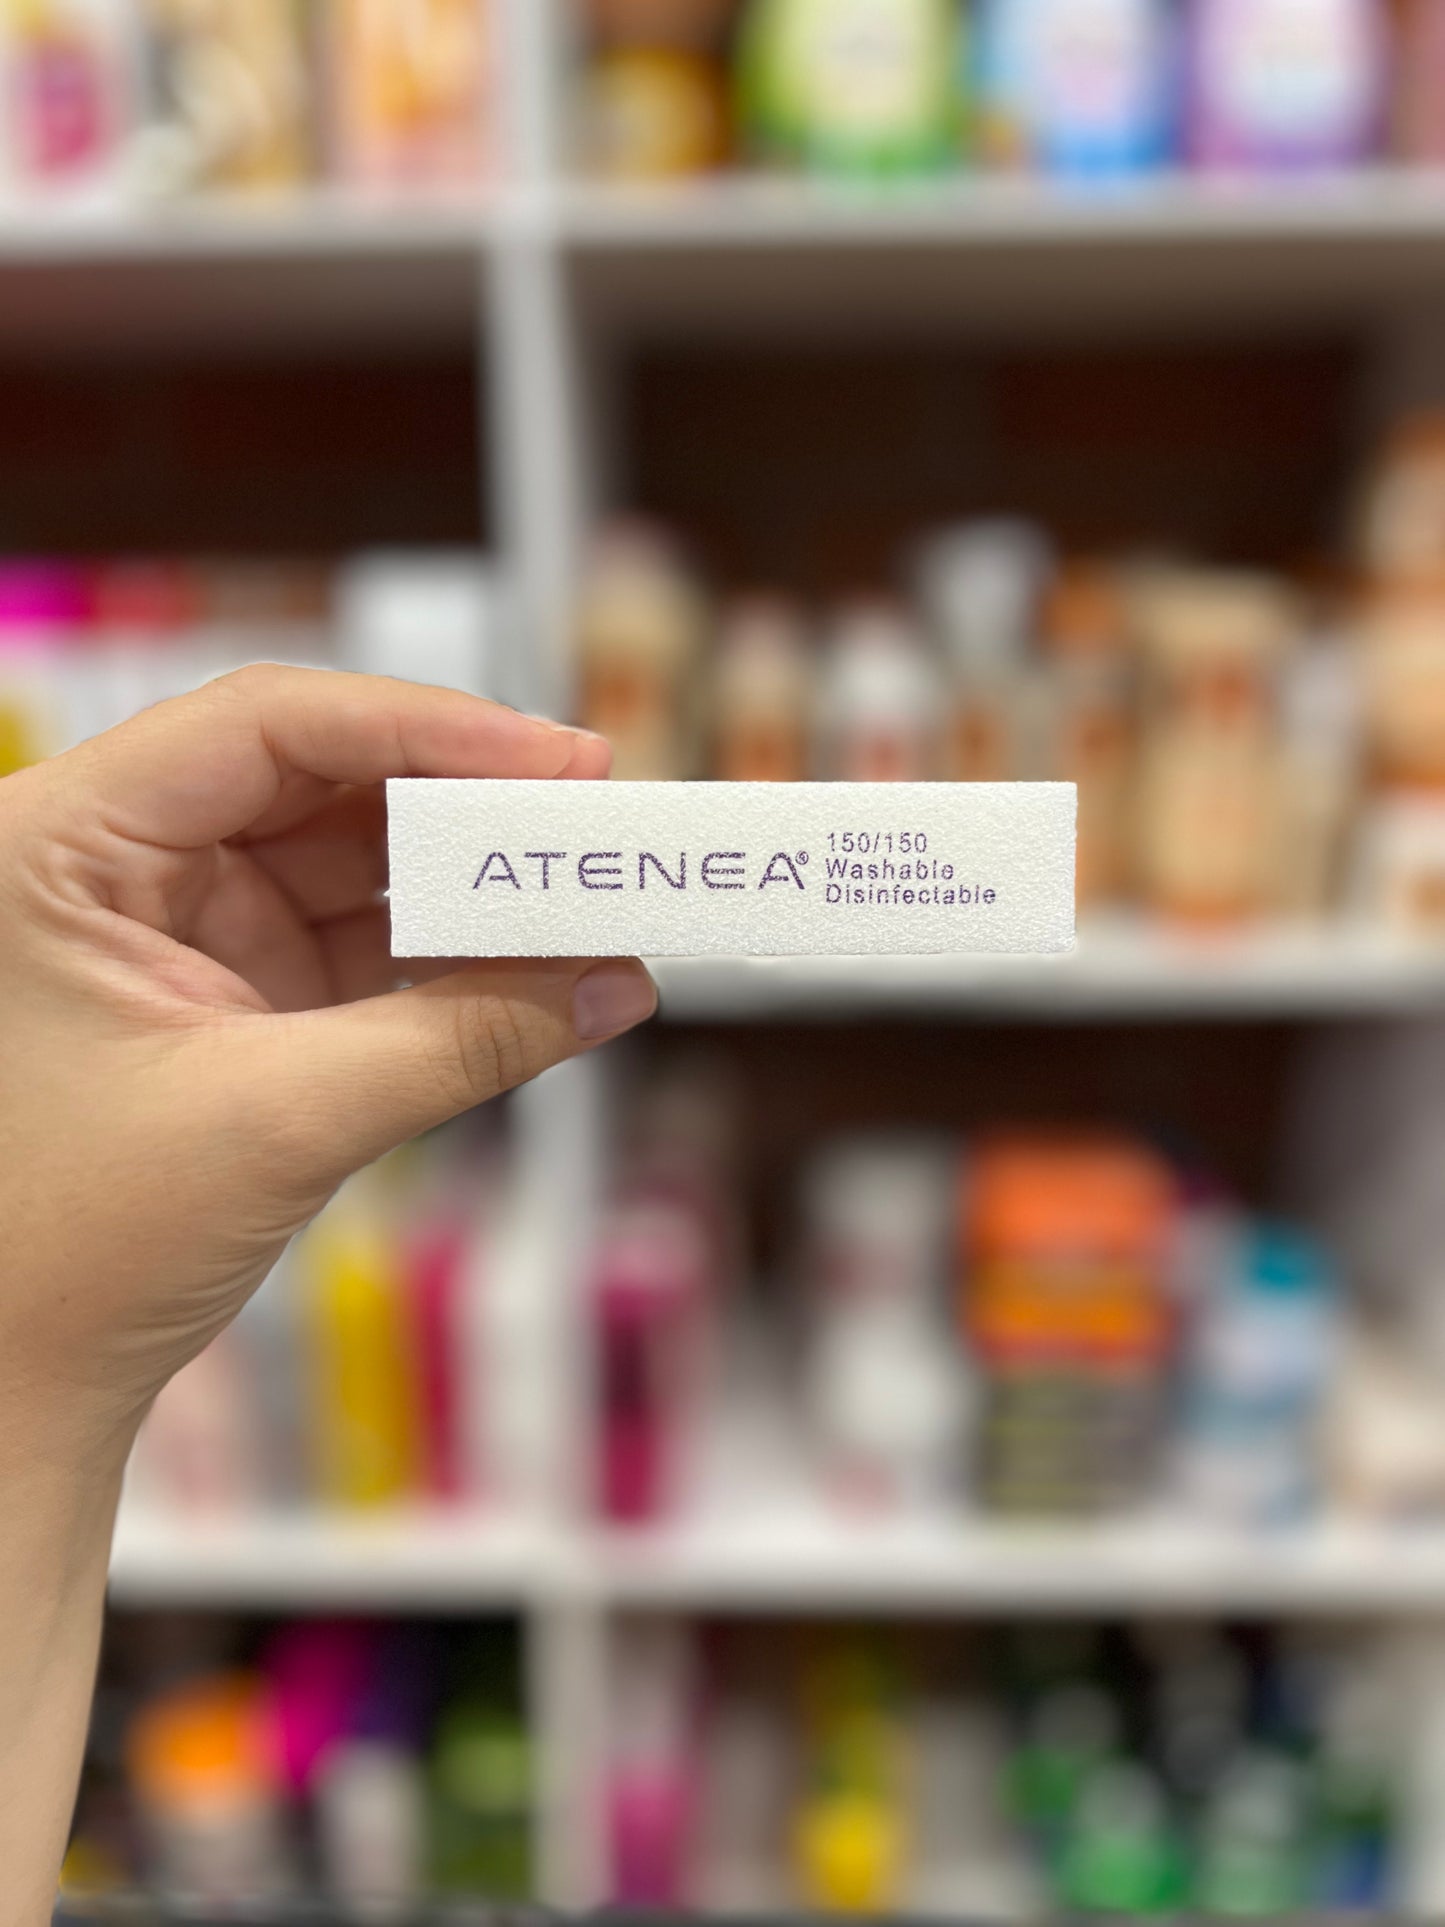 ATENEA®
150/150
Washable
Disinfectable